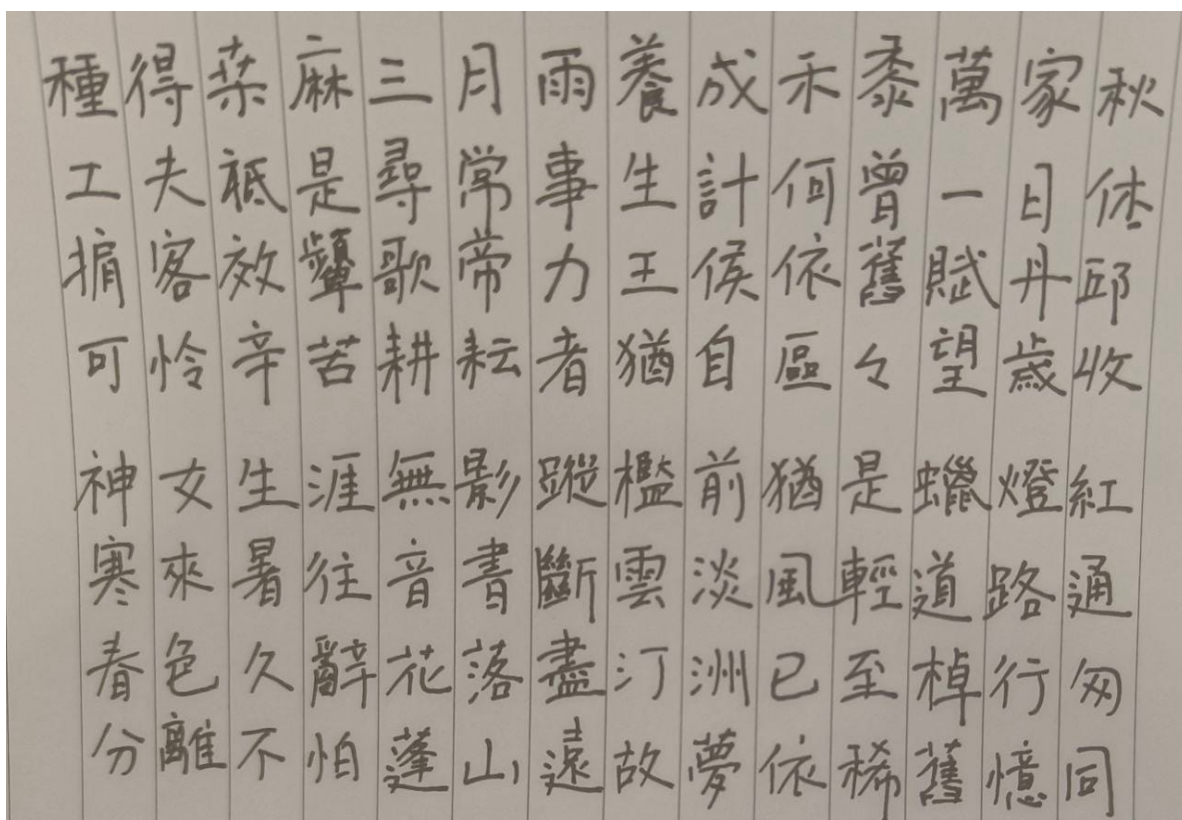 種得桒麻三月雨養成禾黍萬家秋
工夫祗是尋常事生計何曾一日休
掮客效顰歌帝力王侯依舊賦丹邱
可怜辛苦耕耘者猶自區々望歲收
神女生涯無影蹤檻前猶是蠟燈紅
寒來暑往音書斷雲淡風輕道路通
春色久辭花落盡汀洲已至棹行匆
分離不怕蓬山遠故夢依稀舊憶同